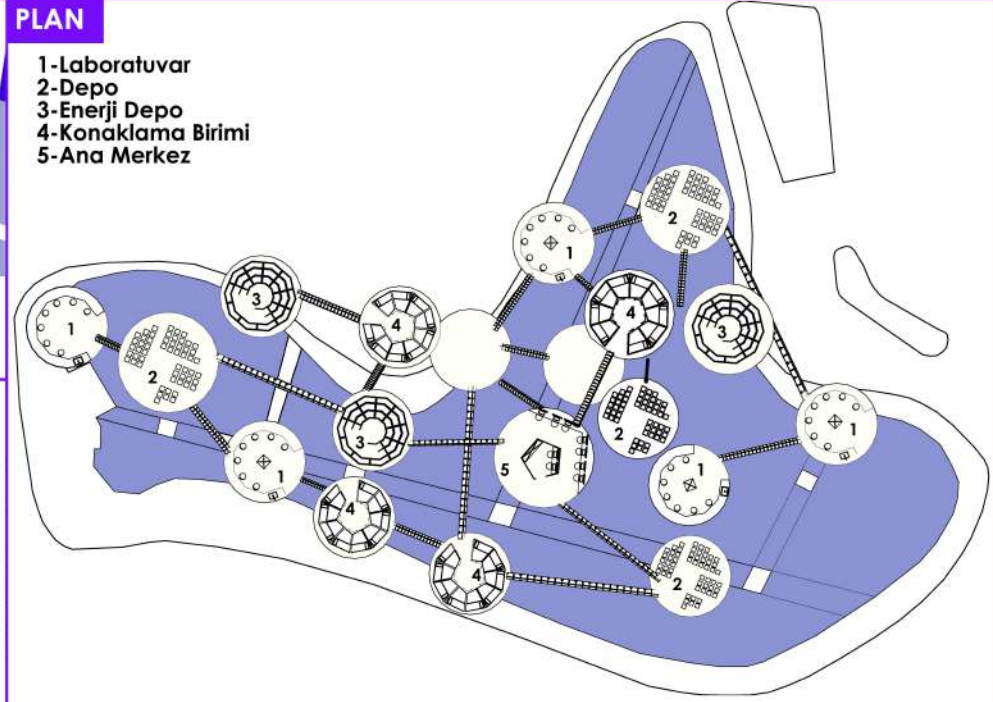 PLAN
1-Laboratuvar
2-Depo
3-Enerji Depo
4-Konaklama Birimi
5-Ana Merkez
2
1
3
4
4
3
1
2
1
3
2
5
1
1
4
4
2